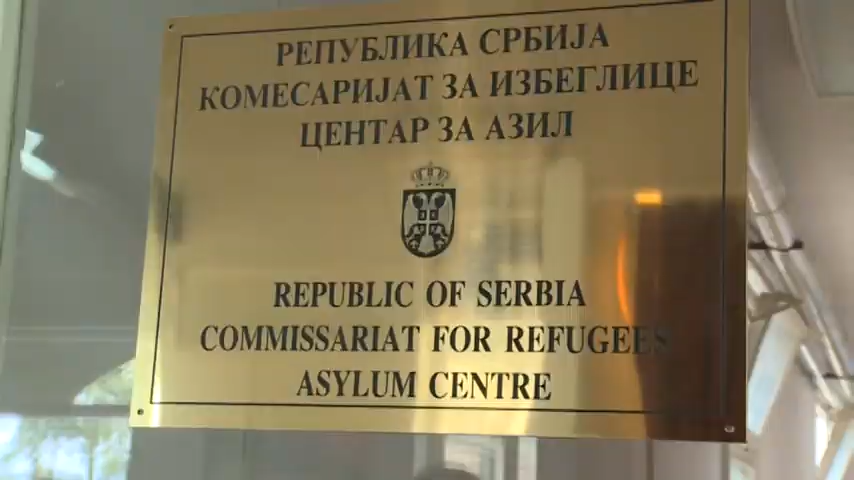 РЕПУБЛИКА СРБИЈА
КОМЕСАРИЈАТ ЗА ИЗБЕГЛИЦЕ
ЦЕНТАР ЗА АЗИЛ
REPUBLIC OF SERBIA
COMMISSARIAT FOR REFUGEES
ASYLUM CENTRE